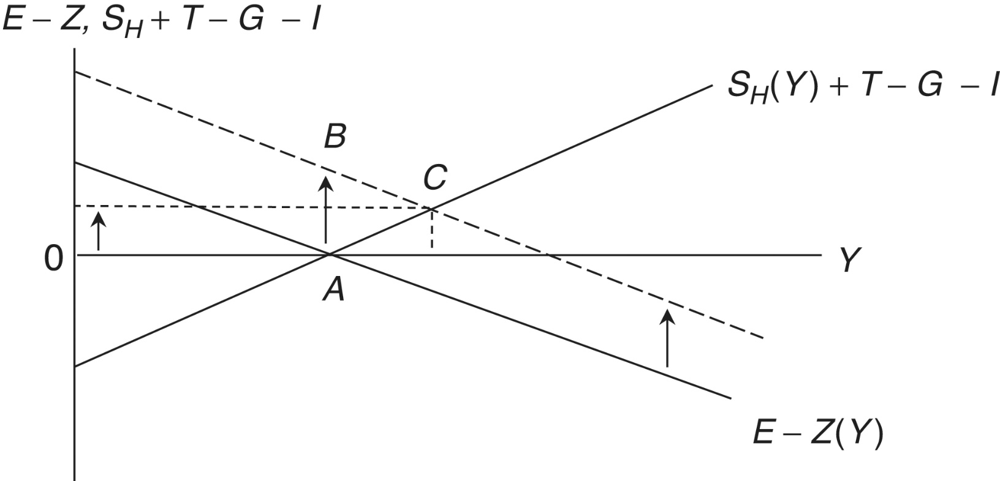 E – Z, S_H + T – G – I
S_H(Y) + T – G – I
B
C
0
Y
A
E – Z(Y)